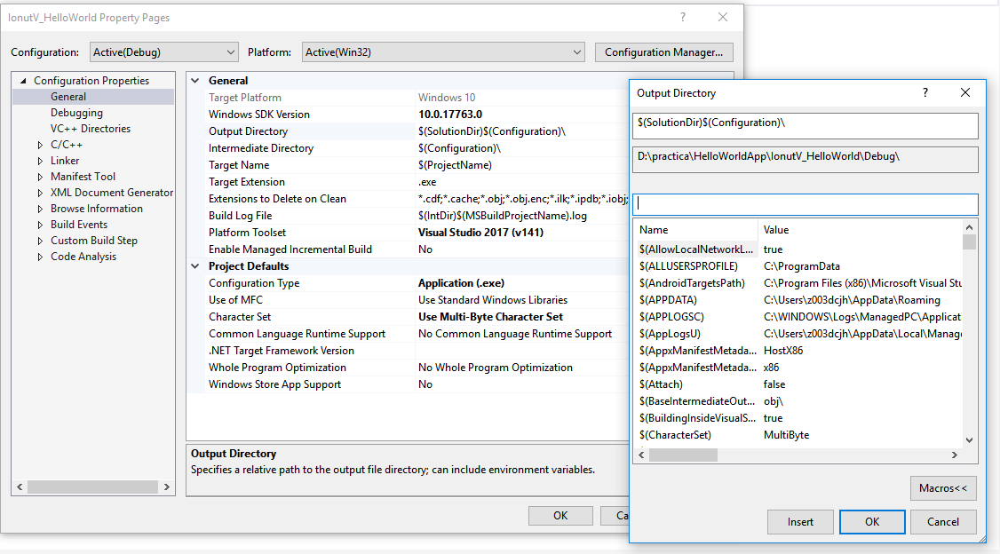 IonutV_HelloWorld Property Pages
Configuration: Active(Debug) Platform: Active(Win32) Configuration Manager...
Configuration Properties
General
Debugging
VC++ Directories
C/C++
Linker
Manifest Tool
XML Document Generator
Browse Information
Build Events
Custom Build Step
Code Analysis
General
Target Platform Windows 10
Windows SDK Version 10.0.17763.0
Output Directory $(SolutionDir)$(Configuration)\
Intermediate Directory $(Configuration)\
Target Name $(ProjectName)
Target Extension .exe
Extensions to Delete on Clean *.cdf;*.cache;*.obj;*.obj.enc;*.ilk;*.ipdb;*.iobj;
Build Log File $(IntDir)$(MSBuildProjectName).log
Platform Toolset Visual Studio 2017 (v141)
Enable Managed Incremental Build No
Project Defaults
Configuration Type Application (.exe)
Use of MFC Use Standard Windows Libraries
Character Set Use Multi-Byte Character Set
Common Language Runtime Support No Common Language Runtime Support
.NET Target Framework Version
Whole Program Optimization No Whole Program Optimization
Windows Store App Support No
Output Directory
Specifies a relative path to the output file directory; can include environment variables.
OK Ca
Output Directory ?
$(SolutionDir)$(Configuration)\
D:\practica\HelloWorldApp\IonutV_HelloWorld\Debug\
Name Value
$(AllowLocalNetworkL... true
$(ALLUSERSPROFILE) C:\ProgramData
$(AndroidTargetsPath) C:\Program Files (x86)\Microsoft Visual Stu
$(APPDATA) C:\Users\z003dcjh\AppData\Roaming
$(APPLOGSC) C:\WINDOWS\Logs\ManagedPC\Applicat
$(AppLogsU) C:\Users\z003dcjh\AppData\Local\Manage
$(AppxManifestMetada... HostX86
$(AppxManifestMetada... x86
$(Attach) false
$(BaseIntermediateOut... obj\
$(BuildingInsideVisualS... true
$(CharacterSet) MultiByte
Macros<<
Insert OK Cancel